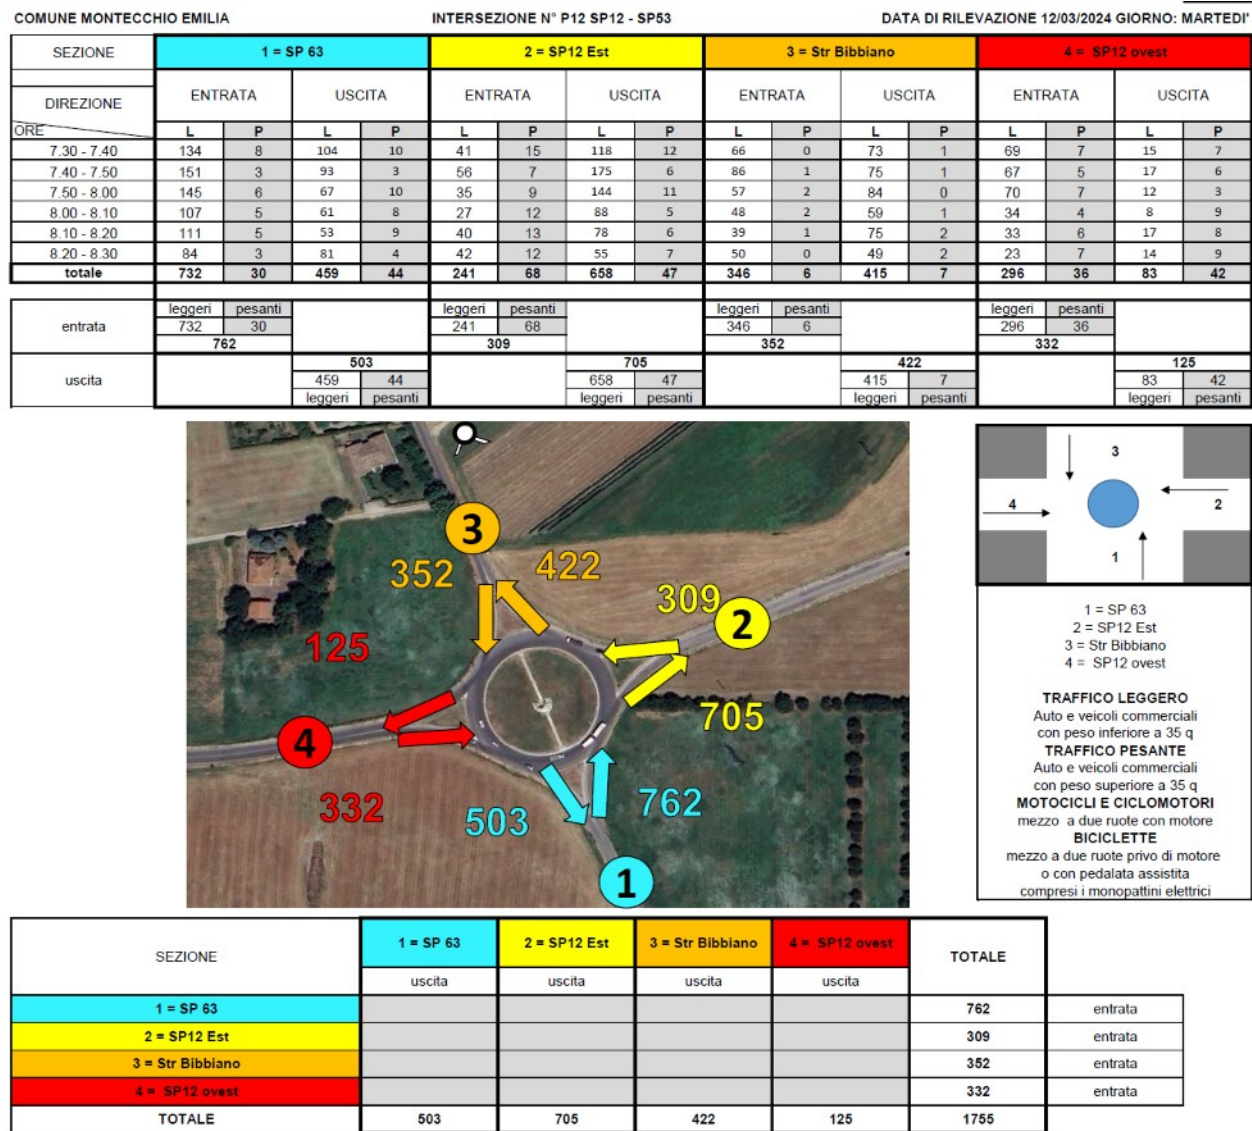 COMUNE MONTECCHIO EMILIA INTERSEZIONE N° P12 SP12 - SP53 DATA DI RILEVAZIONE 12/03/2024 GIORNO: MARTEDI'
SEZIONE 1 = SP 63 2 = SP12 Est 3 = Str Bibbiano 4 = SP12 ovest
DIREZIONE ENTRATA USCITA ENTRATA USCITA ENTRATA USCITA ENTRATA USCITA
ORE L P L P L P L P L P L P L P L P
7.30 - 7.40 134 8 104 10 41 15 118 12 66 0 73 1 69 7 15 7
7.40 - 7.50 151 3 93 3 56 7 175 6 86 1 75 1 67 5 17 6
7.50 - 8.00 145 6 67 10 35 9 144 11 57 2 84 0 70 7 12 3
8.00 - 8.10 107 5 61 8 27 12 88 5 48 2 59 1 34 4 8 9
8.10 - 8.20 111 5 53 9 40 13 78 6 39 1 75 2 33 6 17 8
8.20 - 8.30 84 3 81 4 42 12 55 7 50 0 49 2 23 7 14 9
totale 732 30 459 44 241 68 658 47 346 6 415 7 296 36 83 42
leggeri pesanti leggeri pesanti leggeri pesanti leggeri pesanti
entrata 732 30 241 68 346 6 296 36
762 309 352 332
503 705 422 125
uscita 459 44 658 47 415 7 83 42
leggeri pesanti leggeri pesanti leggeri pesanti leggeri pesanti
3
352
422
309
2
125
705
4
332
503
762
1
3
4
2
1
1 = SP 63
2 = SP12 Est
3 = Str Bibbiano
4 = SP12 ovest
TRAFFICO LEGGERO
Auto e veicoli commerciali
con peso inferiore a 35 q
TRAFFICO PESANTE
Auto e veicoli commerciali
con peso superiore a 35 q
MOTOCICLI E CICLOMOTORI
mezzo a due ruote con motore
BICICLETTE
mezzo a due ruote privo di motore
o con pedalata assistita
compresi i monopattini elettrici
SEZIONE 1 = SP 63 2 = SP12 Est 3 = Str Bibbiano 4 = SP12 ovest TOTALE
uscita uscita uscita uscita
1 = SP 63 762 entrata
2 = SP12 Est 309 entrata
3 = Str Bibbiano 352 entrata
4 = SP12 ovest 332 entrata
TOTALE 503 705 422 125 1755